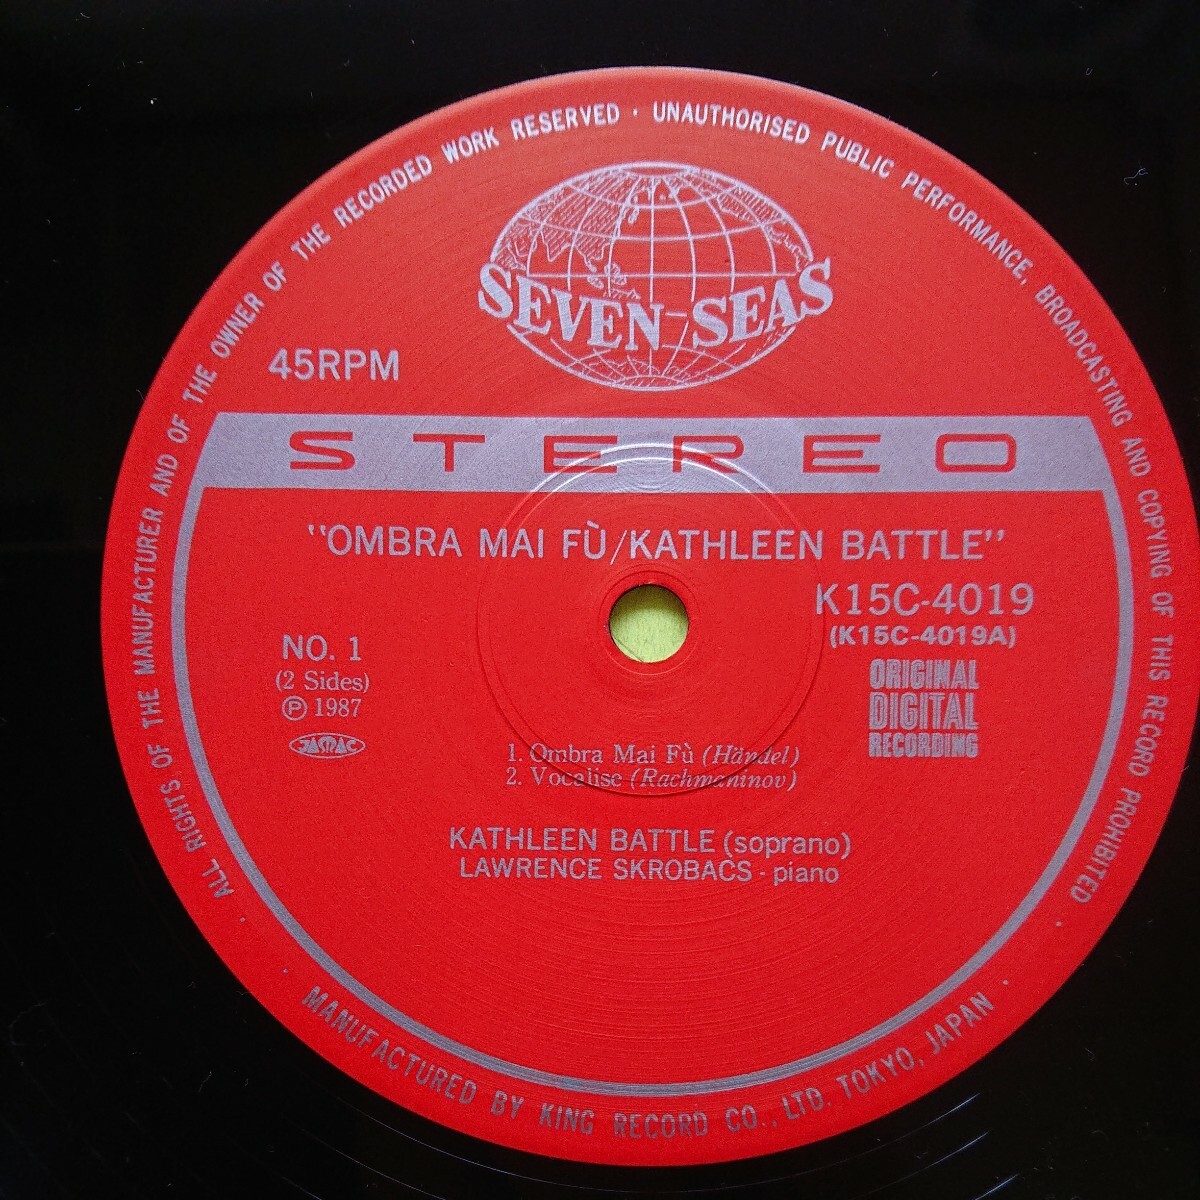 ALL RIGHTS OF THE MANUFACTURER AND OF THE OWNER OF THE RECORDED WORK RESERVED · UNAUTHORISED PUBLIC PERFORMANCE, BROADCASTING AND COPYING OF THIS RECORD PROHIBITED
SEVEN-SEAS
45RPM
STEREO
"OMBRA MAI FÙ/KATHLEEN BATTLE"
K15C-4019
(K15C-4019A)
NO. 1
(2 Sides)
Ⓟ 1987
JASRAC
ORIGINAL
DIGITAL
RECORDING
1. Ombra Mai Fù (Händel)
2. Vocalise (Rachmaninov)
KATHLEEN BATTLE (soprano)
LAWRENCE SKROBACS - piano
· MANUFACTURED BY KING RECORD CO., LTD. TOKYO, JAPAN ·